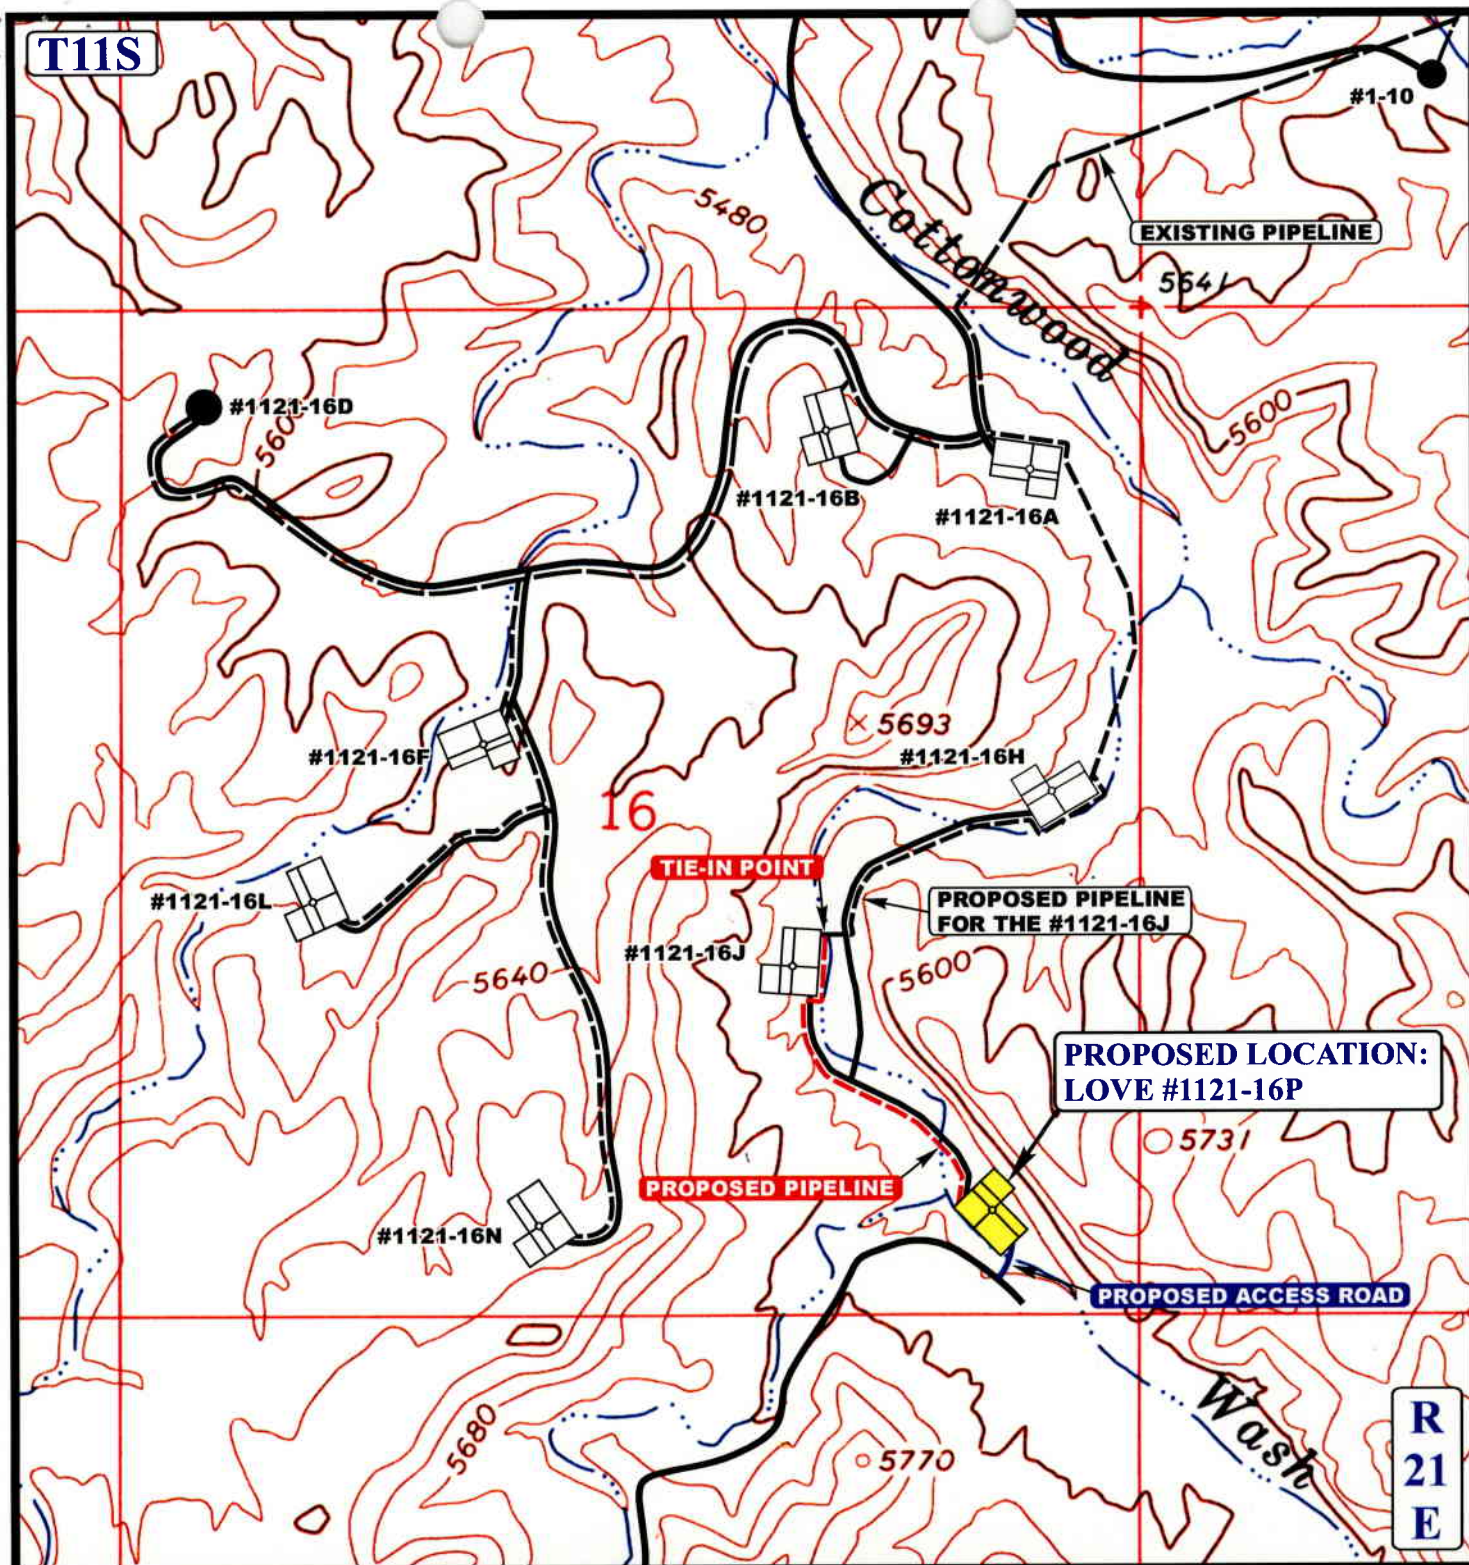 T11S
#1-10
5480
Cottonwood
EXISTING PIPELINE
5641
#1121-16D
5600
5600
#1121-16B
#1121-16A
5693
#1121-16H
#1121-16F
16
TIE-IN POINT
PROPOSED PIPELINE
FOR THE #1121-16J
#1121-16L
#1121-16J
5640
5600
PROPOSED LOCATION:
LOVE #1121-16P
5731
PROPOSED PIPELINE
#1121-16N
PROPOSED ACCESS ROAD
Wash
5680
5770
R
21
E